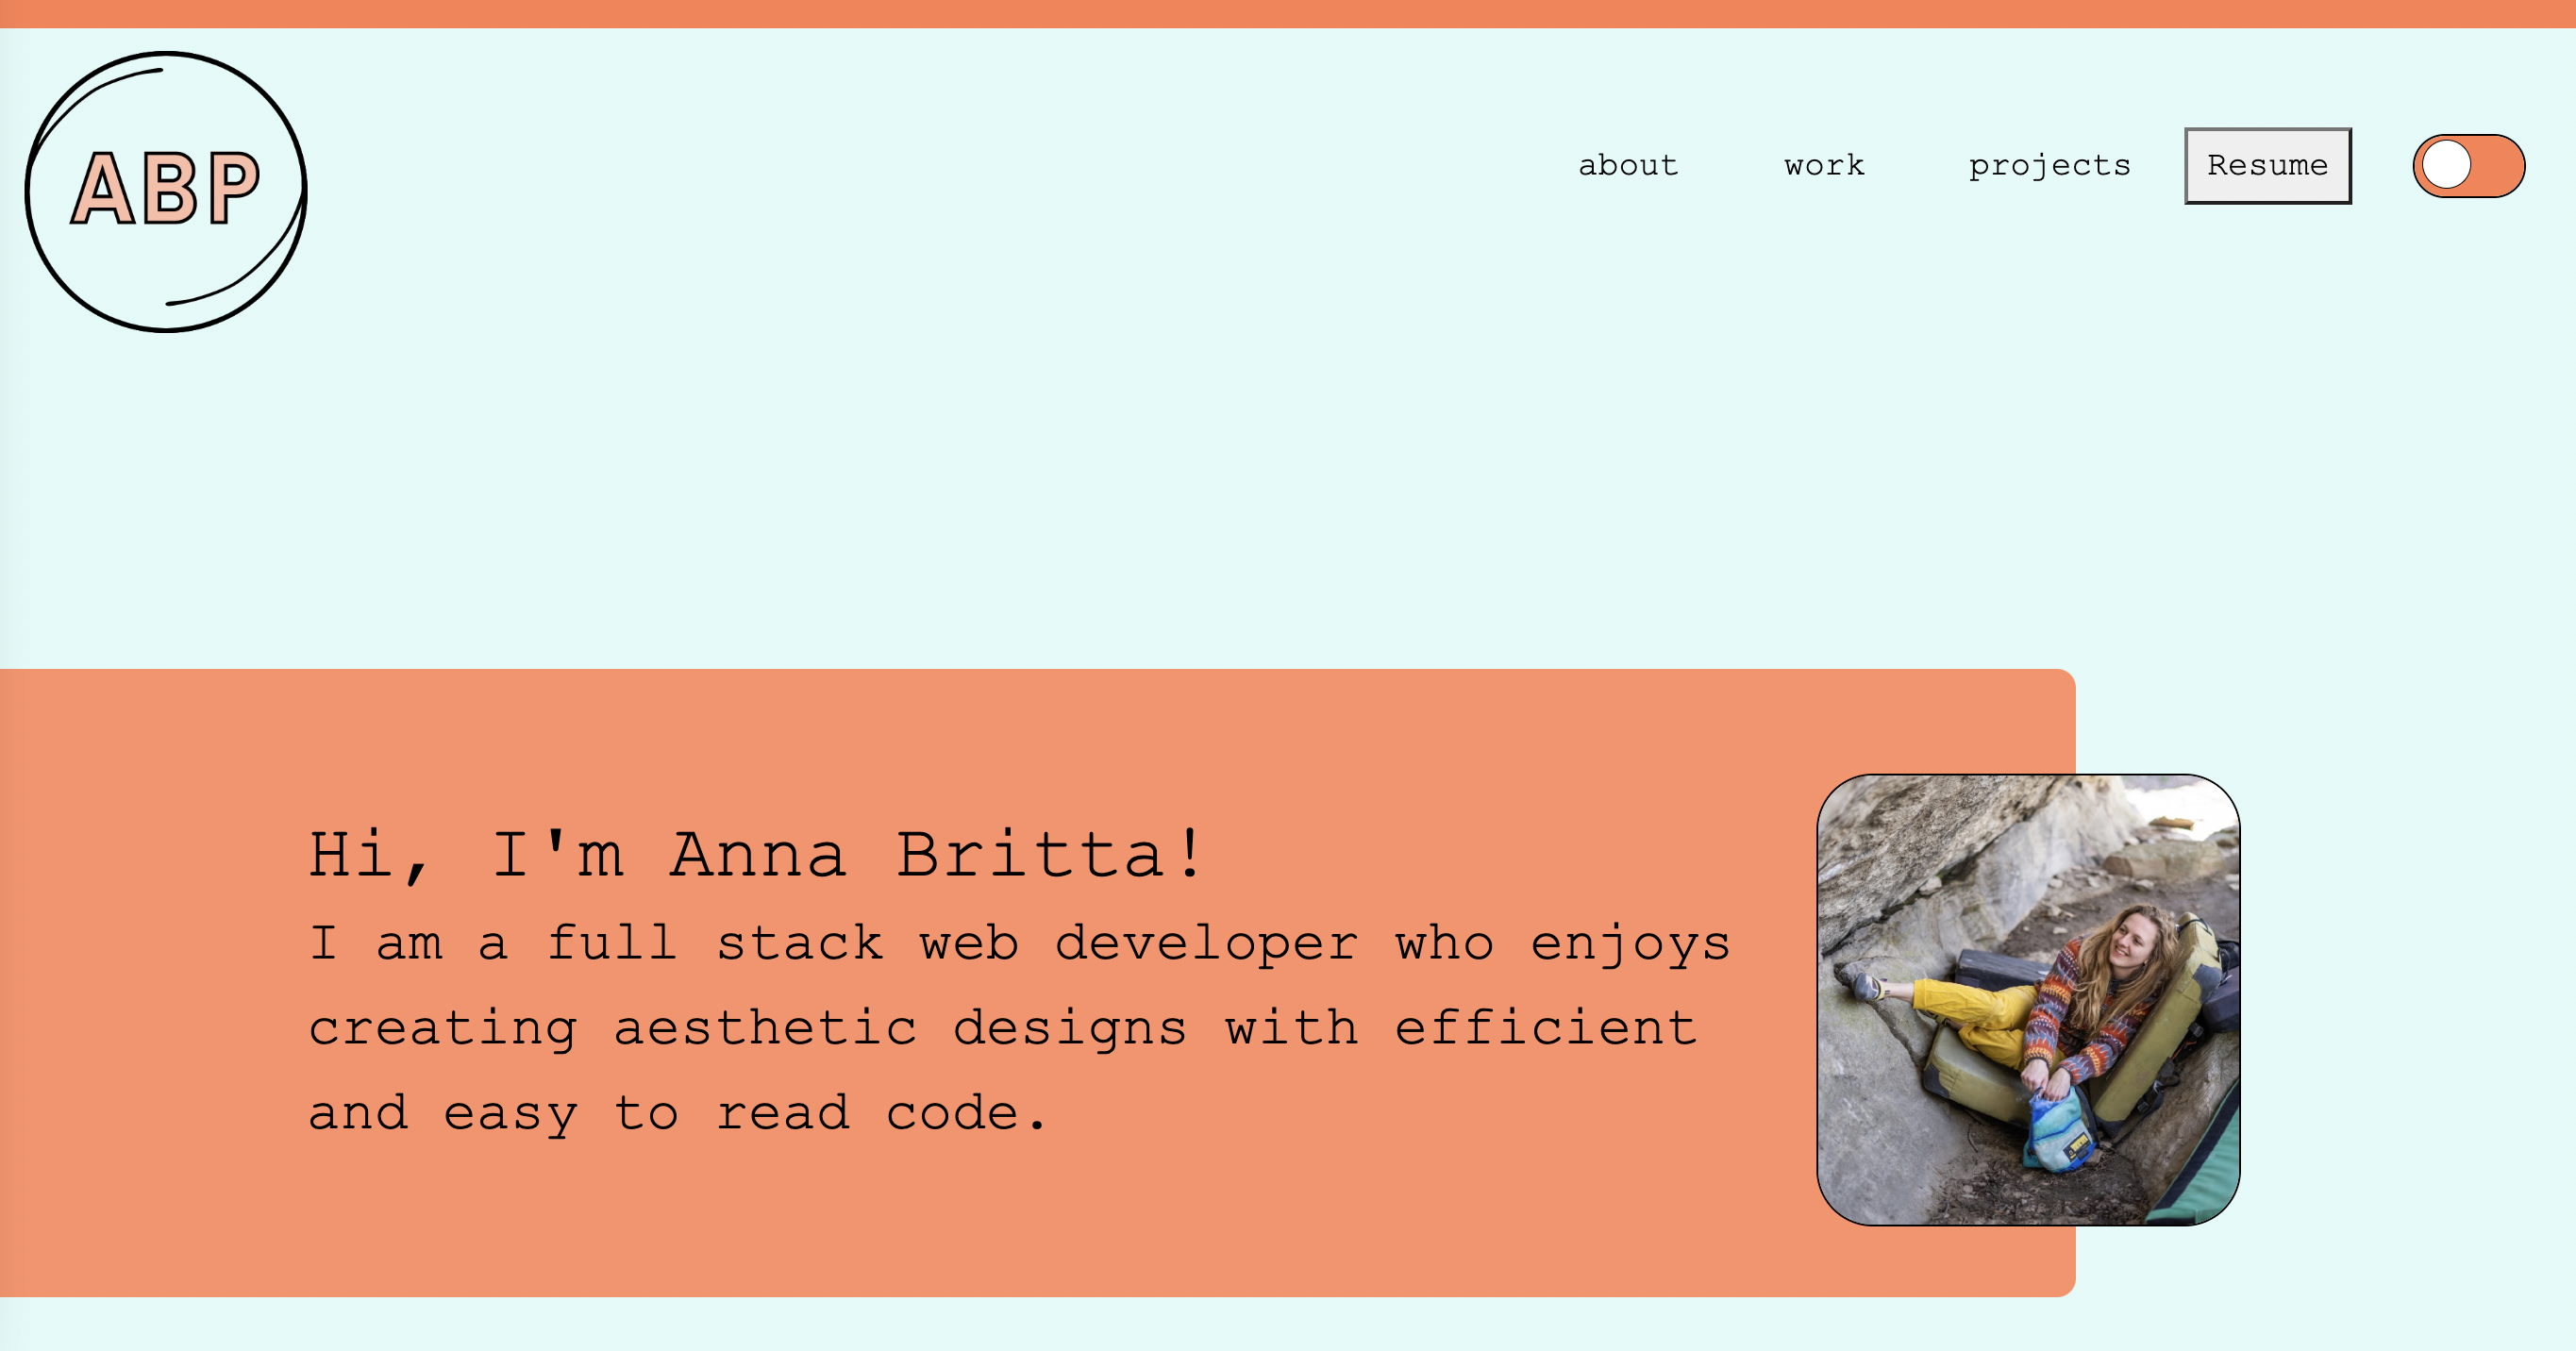 ABP
about
work
projects
Resume
Hi, I'm Anna Britta!
I am a full stack web developer who enjoys
creating aesthetic designs with efficient
and easy to read code.